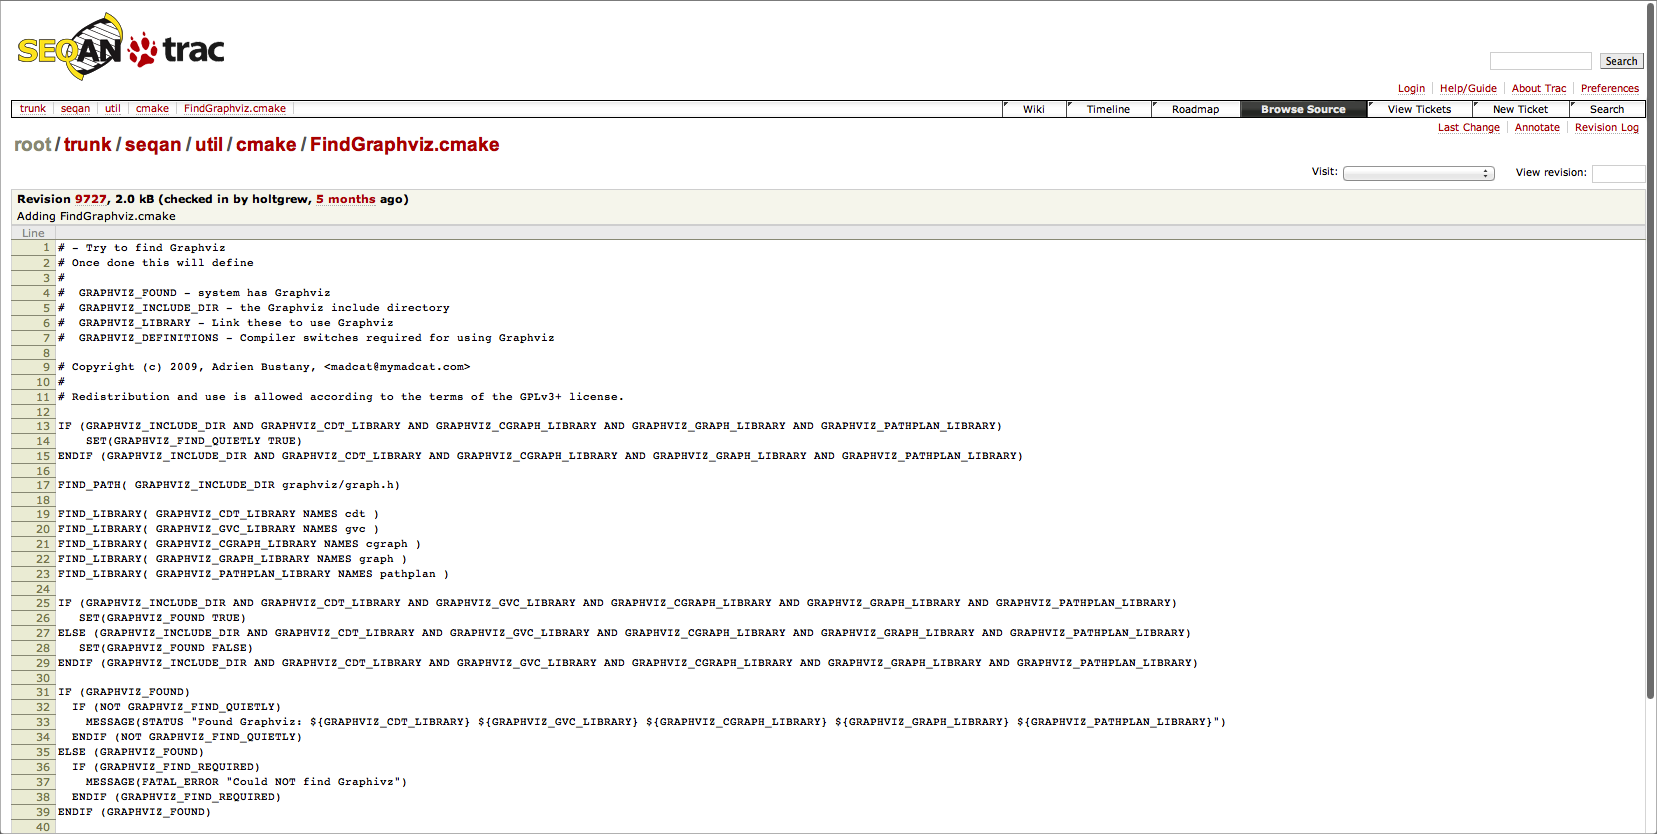 SEQAN trac
Search
Login Help/Guide About Trac Preferences
trunk seqan util cmake FindGraphviz.cmake Wiki Timeline Roadmap Browse Source View Tickets New Ticket Search
Last Change Annotate Revision Log
root/trunk/seqan/util/cmake/FindGraphviz.cmake
Visit: View revision:
Revision 9727, 2.0 kB (checked in by holtgrew, 5 months ago)
Adding FindGraphviz.cmake
Line
1 # - Try to find Graphviz
2 # Once done this will define
3 #
4 #  GRAPHVIZ_FOUND - system has Graphviz
5 #  GRAPHVIZ_INCLUDE_DIR - the Graphviz include directory
6 #  GRAPHVIZ_LIBRARY - Link these to use Graphviz
7 #  GRAPHVIZ_DEFINITIONS - Compiler switches required for using Graphviz
8
9 # Copyright (c) 2009, Adrien Bustany, <madcat@mymadcat.com>
10 #
11 # Redistribution and use is allowed according to the terms of the GPLv3+ license.
12
13 IF (GRAPHVIZ_INCLUDE_DIR AND GRAPHVIZ_CDT_LIBRARY AND GRAPHVIZ_CGRAPH_LIBRARY AND GRAPHVIZ_GRAPH_LIBRARY AND GRAPHVIZ_PATHPLAN_LIBRARY)
14     SET(GRAPHVIZ_FIND_QUIETLY TRUE)
15 ENDIF (GRAPHVIZ_INCLUDE_DIR AND GRAPHVIZ_CDT_LIBRARY AND GRAPHVIZ_CGRAPH_LIBRARY AND GRAPHVIZ_GRAPH_LIBRARY AND GRAPHVIZ_PATHPLAN_LIBRARY)
16
17 FIND_PATH( GRAPHVIZ_INCLUDE_DIR graphviz/graph.h)
18
19 FIND_LIBRARY( GRAPHVIZ_CDT_LIBRARY NAMES cdt )
20 FIND_LIBRARY( GRAPHVIZ_GVC_LIBRARY NAMES gvc )
21 FIND_LIBRARY( GRAPHVIZ_CGRAPH_LIBRARY NAMES cgraph )
22 FIND_LIBRARY( GRAPHVIZ_GRAPH_LIBRARY NAMES graph )
23 FIND_LIBRARY( GRAPHVIZ_PATHPLAN_LIBRARY NAMES pathplan )
24
25 IF (GRAPHVIZ_INCLUDE_DIR AND GRAPHVIZ_CDT_LIBRARY AND GRAPHVIZ_GVC_LIBRARY AND GRAPHVIZ_CGRAPH_LIBRARY AND GRAPHVIZ_GRAPH_LIBRARY AND GRAPHVIZ_PATHPLAN_LIBRARY)
26    SET(GRAPHVIZ_FOUND TRUE)
27 ELSE (GRAPHVIZ_INCLUDE_DIR AND GRAPHVIZ_CDT_LIBRARY AND GRAPHVIZ_GVC_LIBRARY AND GRAPHVIZ_CGRAPH_LIBRARY AND GRAPHVIZ_GRAPH_LIBRARY AND GRAPHVIZ_PATHPLAN_LIBRARY)
28    SET(GRAPHVIZ_FOUND FALSE)
29 ENDIF (GRAPHVIZ_INCLUDE_DIR AND GRAPHVIZ_CDT_LIBRARY AND GRAPHVIZ_GVC_LIBRARY AND GRAPHVIZ_CGRAPH_LIBRARY AND GRAPHVIZ_GRAPH_LIBRARY AND GRAPHVIZ_PATHPLAN_LIBRARY)
30
31 IF (GRAPHVIZ_FOUND)
32   IF (NOT GRAPHVIZ_FIND_QUIETLY)
33     MESSAGE(STATUS "Found Graphviz: ${GRAPHVIZ_CDT_LIBRARY} ${GRAPHVIZ_GVC_LIBRARY} ${GRAPHVIZ_CGRAPH_LIBRARY} ${GRAPHVIZ_GRAPH_LIBRARY} ${GRAPHVIZ_PATHPLAN_LIBRARY}")
34   ENDIF (NOT GRAPHVIZ_FIND_QUIETLY)
35 ELSE (GRAPHVIZ_FOUND)
36   IF (GRAPHVIZ_FIND_REQUIRED)
37     MESSAGE(FATAL_ERROR "Could NOT find Graphivz")
38   ENDIF (GRAPHVIZ_FIND_REQUIRED)
39 ENDIF (GRAPHVIZ_FOUND)
40